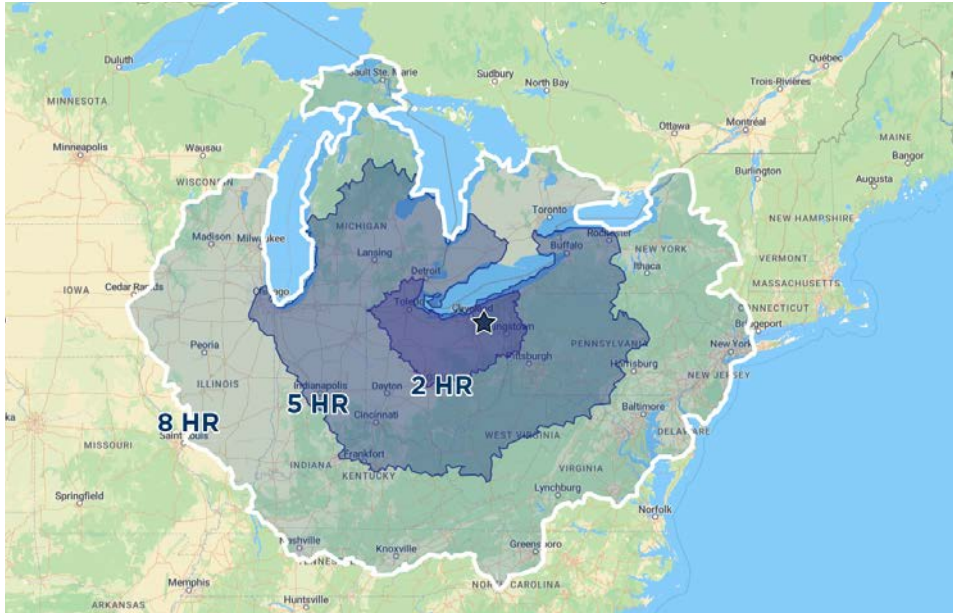 Duluth
Sault Ste. Marie
Sudbury
North Bay
Québec
Trois-Rivières
MINNESOTA
Ottawa
Montréal
MAINE
Minneapolis
Wausau
Bangor
WISCONSIN
Burlington
Augusta
Toronto
NEW HAMPSHIRE
MICHIGAN
Rochester
Madison
Milwaukee
Buffalo
NEW YORK
Lansing
VERMONT
Ithaca
Detroit
MASSACHUSETTS
IOWA
Cedar Rapids
Chicago
Toledo
Cleveland
CONNECTICUT
Bridgeport
Youngstown
Peoria
PENNSYLVANIA
New York
Pittsburgh
Harrisburg
ILLINOIS
Indianapolis
Dayton
2 HR
NEW JERSEY
5 HR
Cincinnati
Baltimore
8 HR
Saint Louis
WEST VIRGINIA
DELAWARE
MISSOURI
Frankfort
INDIANA
KENTUCKY
VIRGINIA
Springfield
Lynchburg
Norfolk
Nashville
Knoxville
Greensboro
TENNESSEE
Memphis
NORTH CAROLINA
Huntsville
ARKANSAS